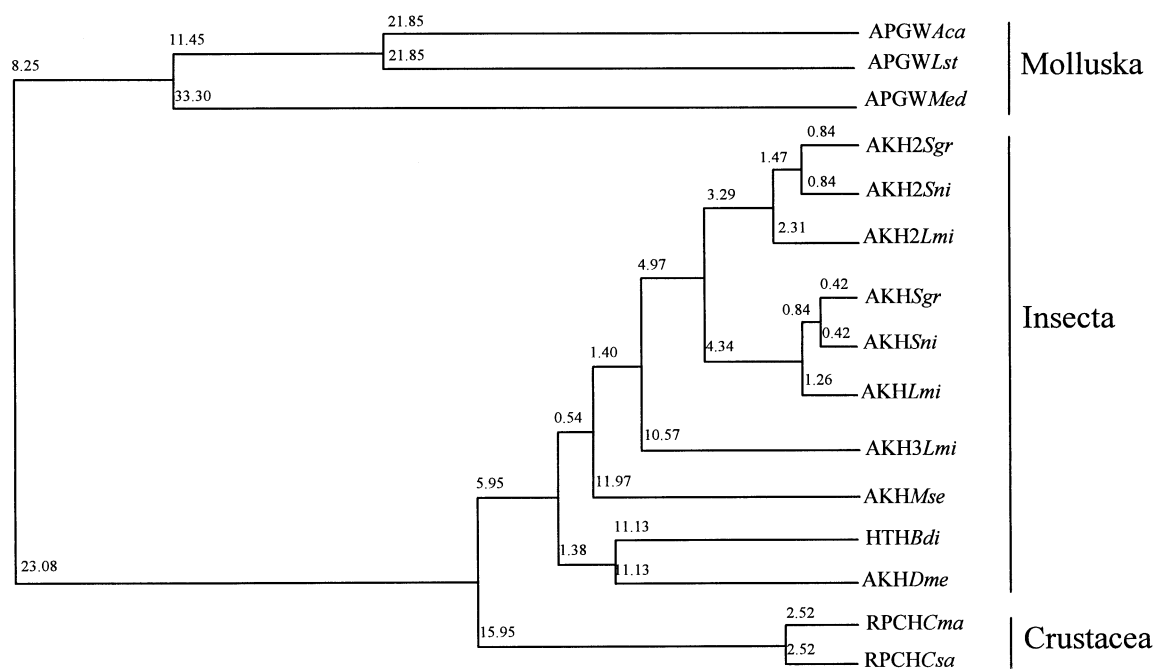 21.85
APGWAca
11.45
21.85
APGWLst
Molluska
8.25
33.30
APGWMed
0.84
AKH2Sgr
1.47
0.84
AKH2Sni
3.29
2.31
AKH2Lmi
4.97
0.42
AKHSgr
0.84
Insecta
0.42
AKHSni
4.34
1.40
1.26
AKHLmi
0.54
10.57
AKH3Lmi
5.95
11.97
AKHMse
11.13
HTHBdi
1.38
11.13
AKHDme
23.08
2.52
RPCHCma
15.95
Crustacea
2.52
RPCHCsa